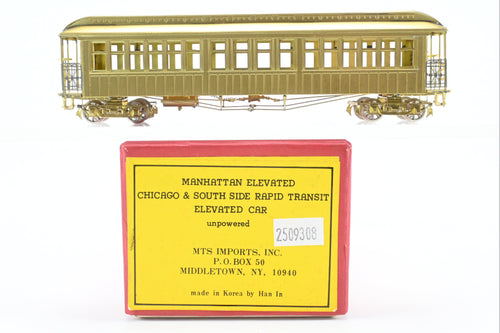 MANHATTAN ELEVATED
CHICAGO & SOUTH SIDE RAPID TRANSIT
ELEVATED CAR
unpowered
2509308
MTS IMPORTS, INC.
P.O.BOX 50
MIDDLETOWN, NY, 10940
made in Korea by Han In